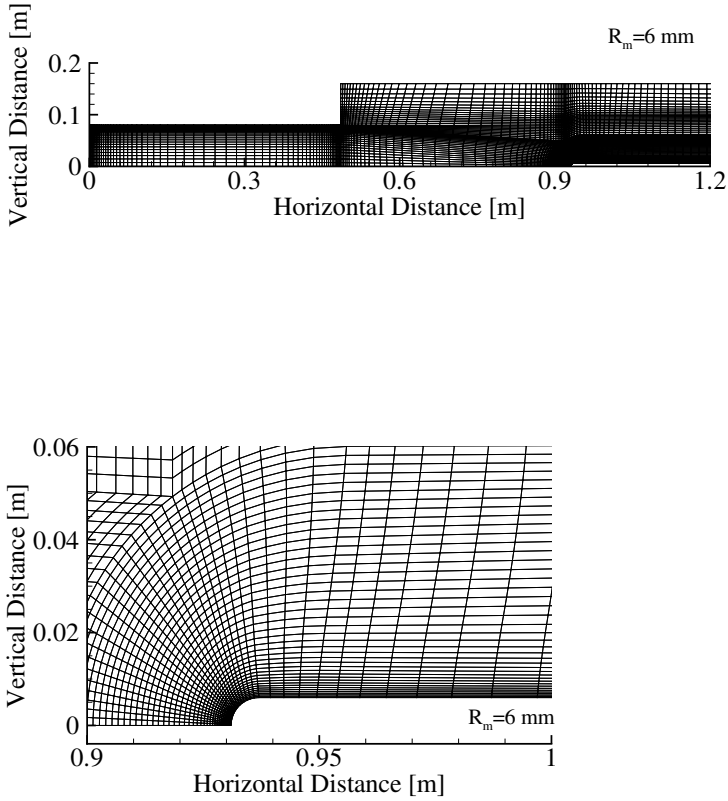 R_m=6 mm
Vertical Distance [m]
0.2
0.1
0
0 0.3 0.6 0.9 1.2
Horizontal Distance [m]
Vertical Distance [m]
0.06
0.04
0.02
0
R_m=6 mm
0.9 0.95 1
Horizontal Distance [m]